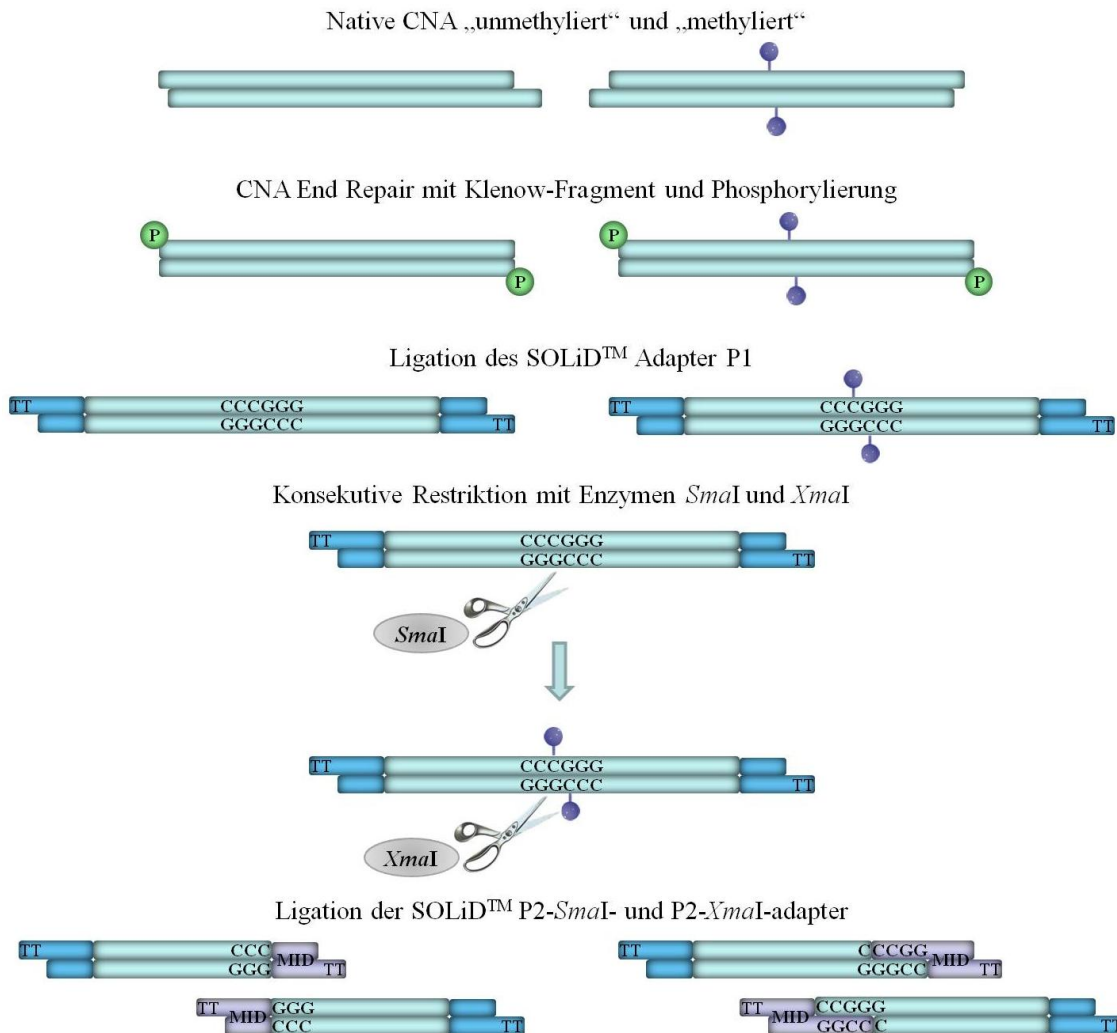 Native CNA „unmethyliert“ und „methyliert“
CNA End Repair mit Klenow-Fragment und Phosphorylierung
P P
P P
Ligation des SOLiD™ Adapter P1
TT CCCGGG TT CCCGGG
GGGCCC TT GGGCCC TT
Konsekutive Restriktion mit Enzymen SmaI und XmaI
TT CCCGGG
GGGCCC TT
SmaI
TT CCCGGG
GGGCCC TT
XmaI
Ligation der SOLiD™ P2-SmaI- und P2-XmaI-adapter
TT CCC MID TT CCCGG MID
GGG TT GGGCC TT
TT MID GGG TT MID CCGGG
CCC TT GGCCC TT